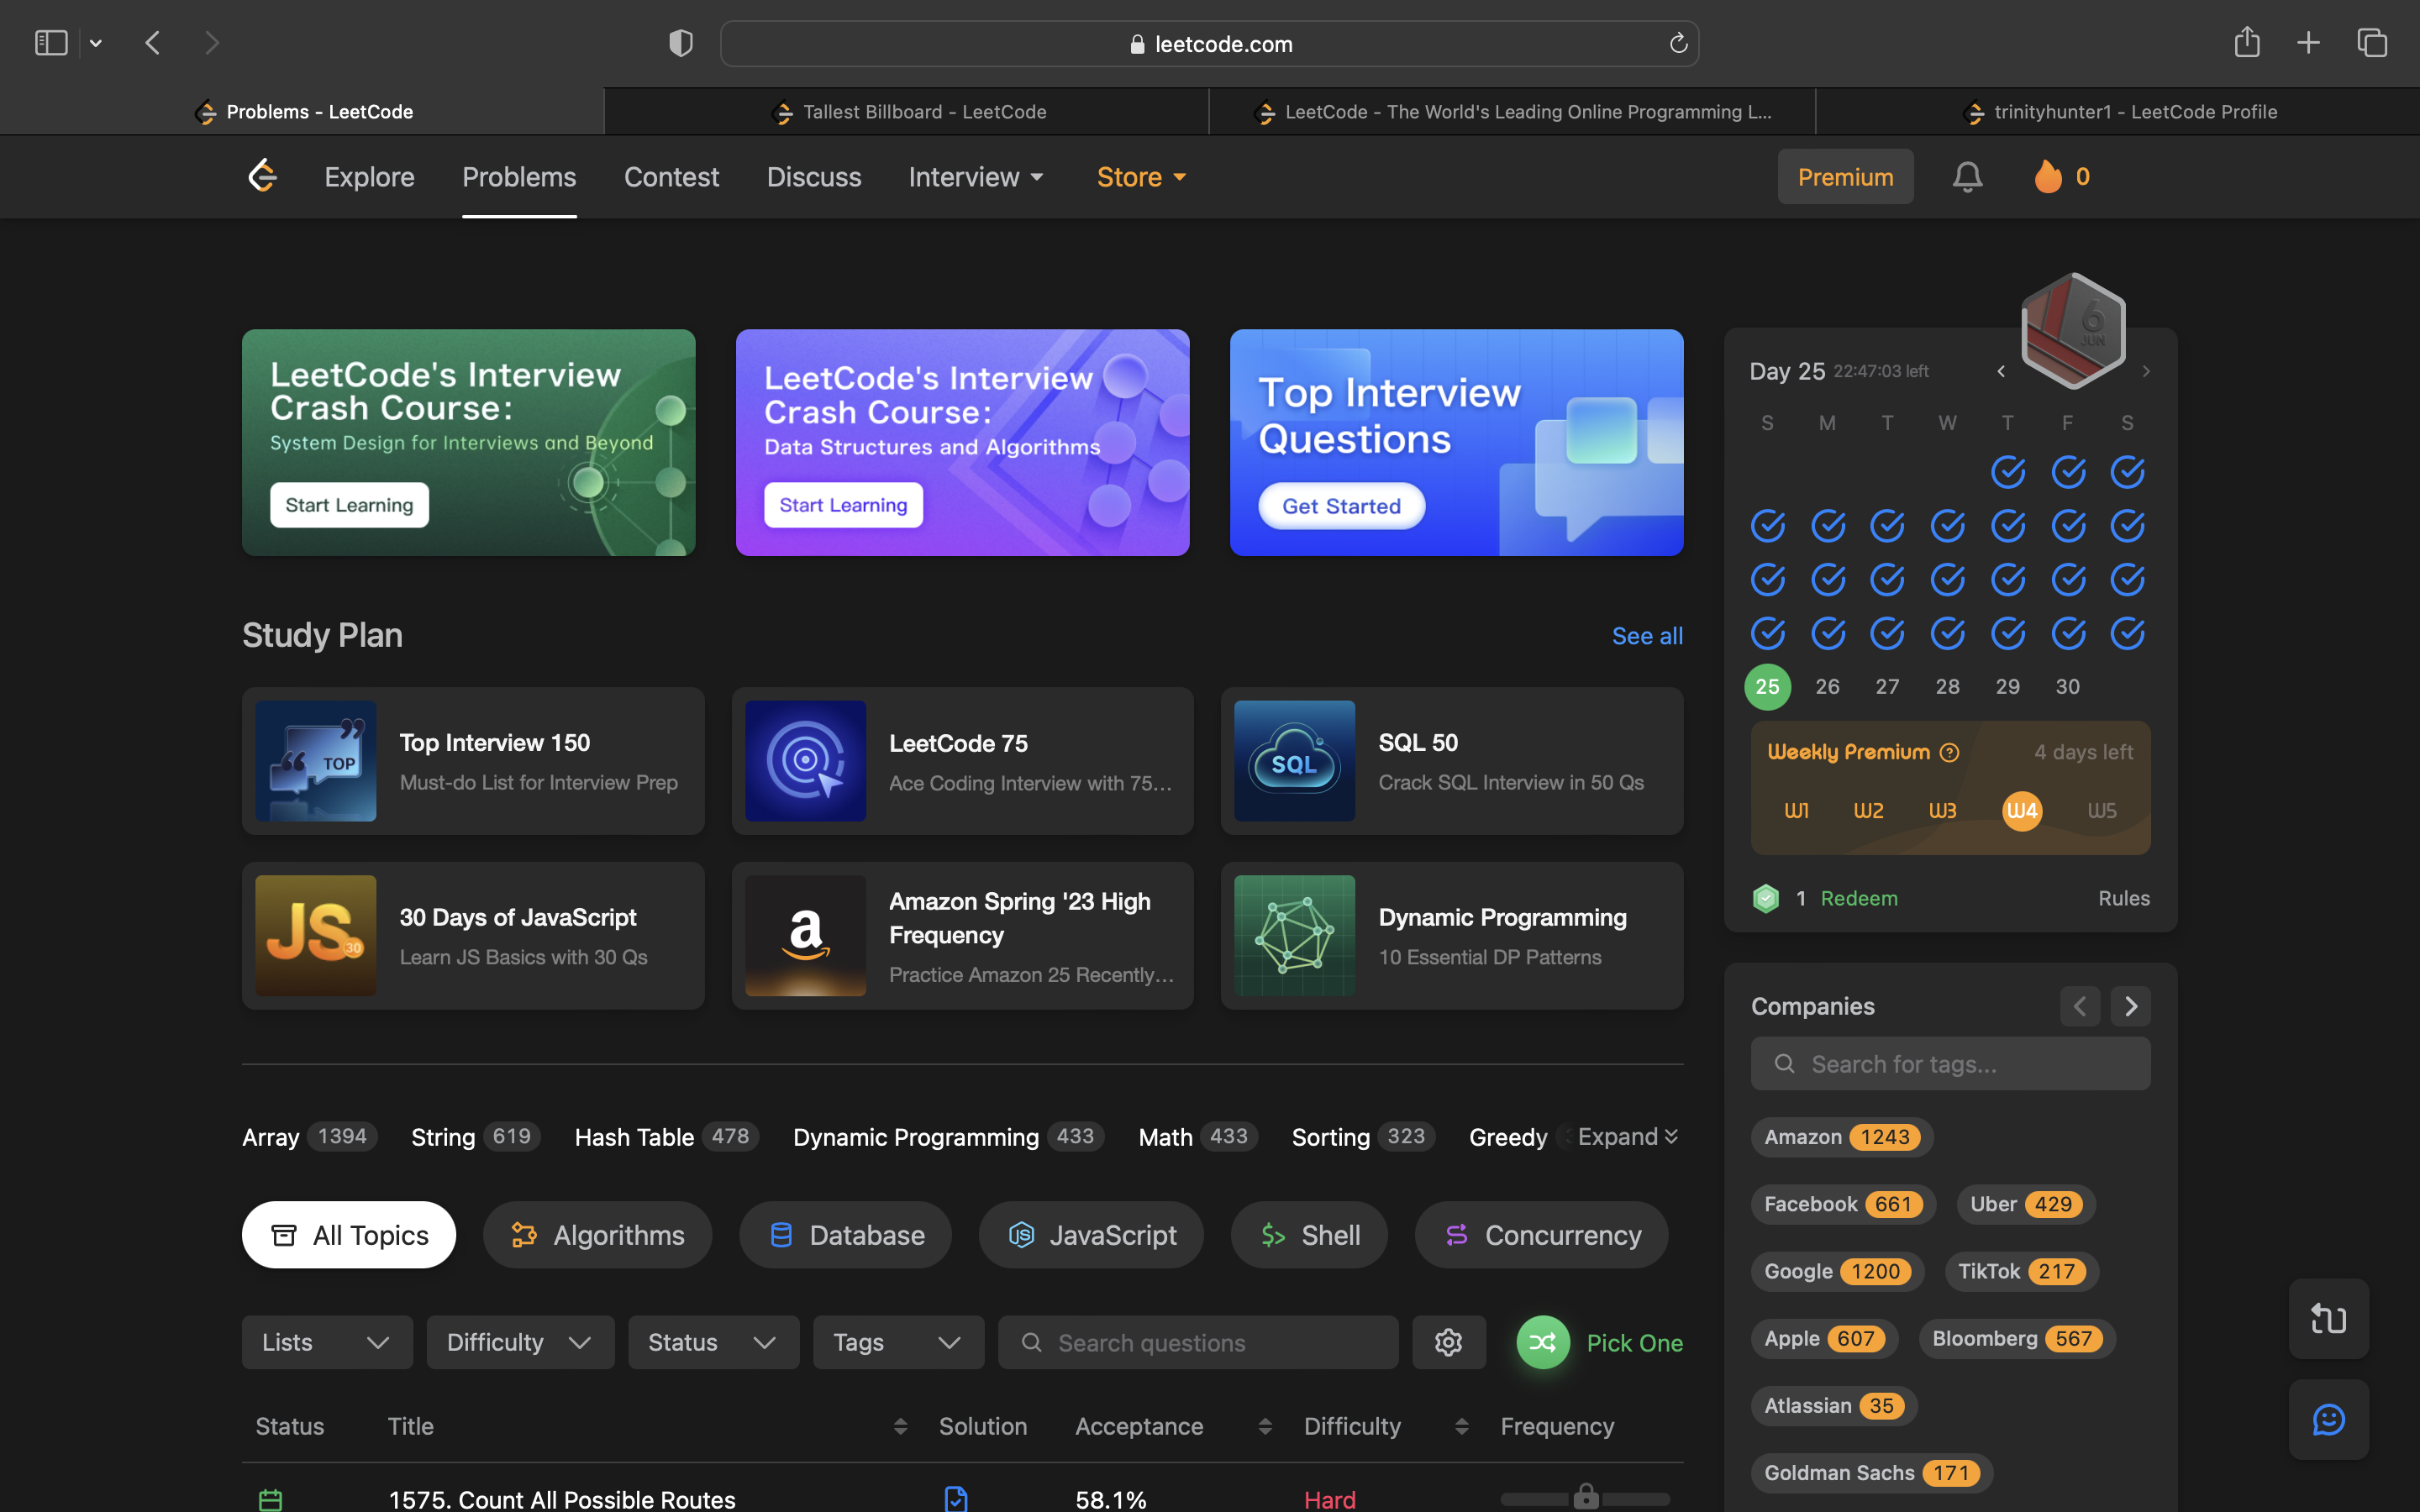 leetcode.com
Problems - LeetCode
Tallest Billboard - LeetCode
LeetCode - The World's Leading Online Programming L...
trinityhunter1 - LeetCode Profile
Explore
Problems
Contest
Discuss
Interview
Store
Premium
0
LeetCode's Interview
Crash Course:
System Design for Interviews and Beyond
Start Learning
LeetCode's Interview
Crash Course:
Data Structures and Algorithms
Start Learning
Top Interview
Questions
Get Started
Study Plan
See all
TOP
Top Interview 150
Must-do List for Interview Prep
LeetCode 75
Ace Coding Interview with 75...
SQL
SQL 50
Crack SQL Interview in 50 Qs
JS
30
30 Days of JavaScript
Learn JS Basics with 30 Qs
a
Amazon Spring '23 High
Frequency
Practice Amazon 25 Recently...
Dynamic Programming
10 Essential DP Patterns
Array 1394
String 619
Hash Table 478
Dynamic Programming 433
Math 433
Sorting 323
Greedy
Expand
All Topics
Algorithms
Database
JS
JavaScript
$>
Shell
Concurrency
Lists
Difficulty
Status
Tags
Search questions
Pick One
Status
Title
Solution
Acceptance
Difficulty
Frequency
1575. Count All Possible Routes
58.1%
Hard
6
JUN
Day 25 22:47:03 left
S M T W T F S
25 26 27 28 29 30
Weekly Premium ?
4 days left
W1 W2 W3 W4 W5
1 Redeem
Rules
Companies
Search for tags...
Amazon 1243
Facebook 661
Uber 429
Google 1200
TikTok 217
Apple 607
Bloomberg 567
Atlassian 35
Goldman Sachs 171